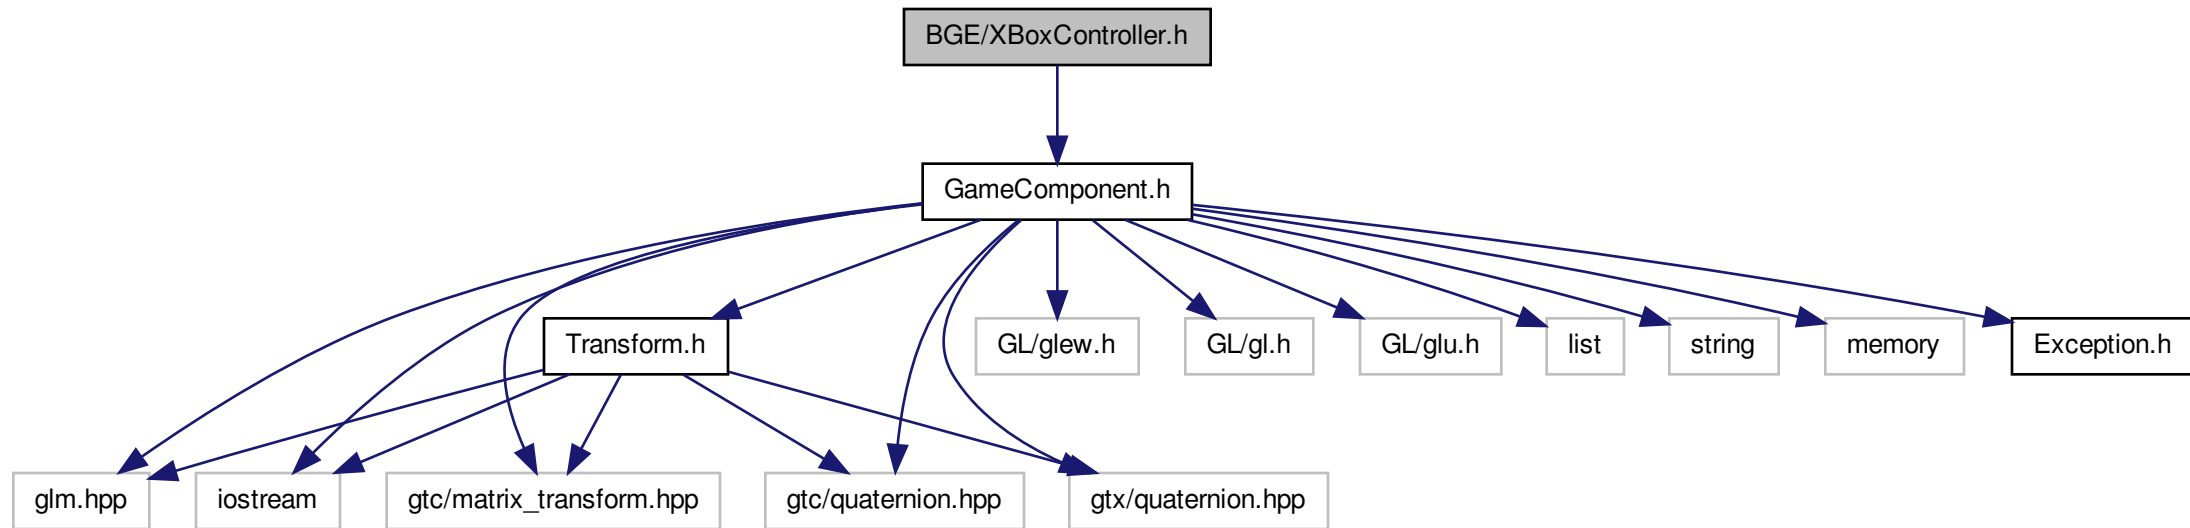 BGE/XBoxController.h
GameComponent.h
Transform.h
GL/glew.h
GL/gl.h
GL/glu.h
list
string
memory
Exception.h
glm.hpp
iostream
gtc/matrix_transform.hpp
gtc/quaternion.hpp
gtx/quaternion.hpp